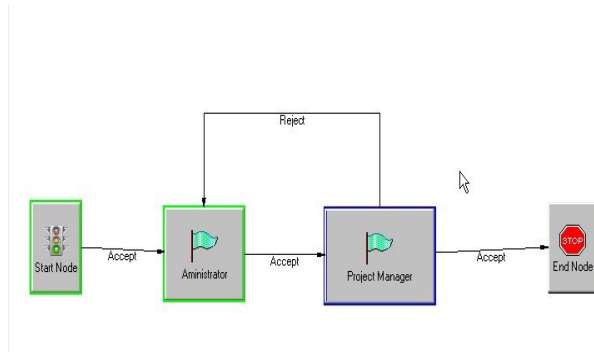 Reject
Start Node
Accept
Aministrator
Accept
Project Manager
Accept
STOP
End Node